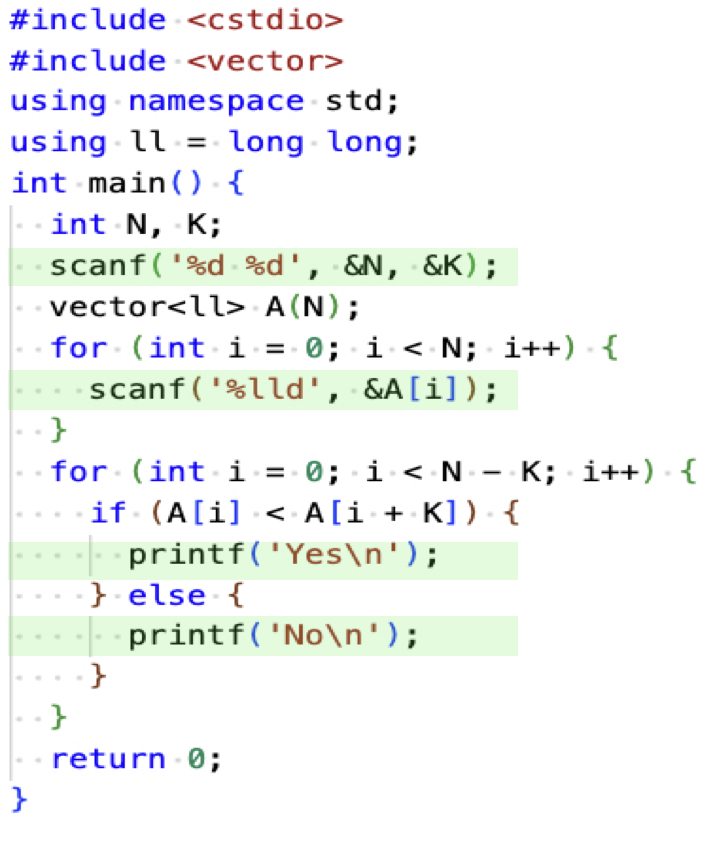 #include <cstdio>
#include <vector>
using namespace std;
using ll = long long;
int main() {
  int N, K;
  scanf('%d %d', &N, &K);
  vector<ll> A(N);
  for (int i = 0; i < N; i++) {
    scanf('%lld', &A[i]);
  }
  for (int i = 0; i < N - K; i++) {
    if (A[i] < A[i + K]) {
      printf('Yes\n');
    } else {
      printf('No\n');
    }
  }
  return 0;
}